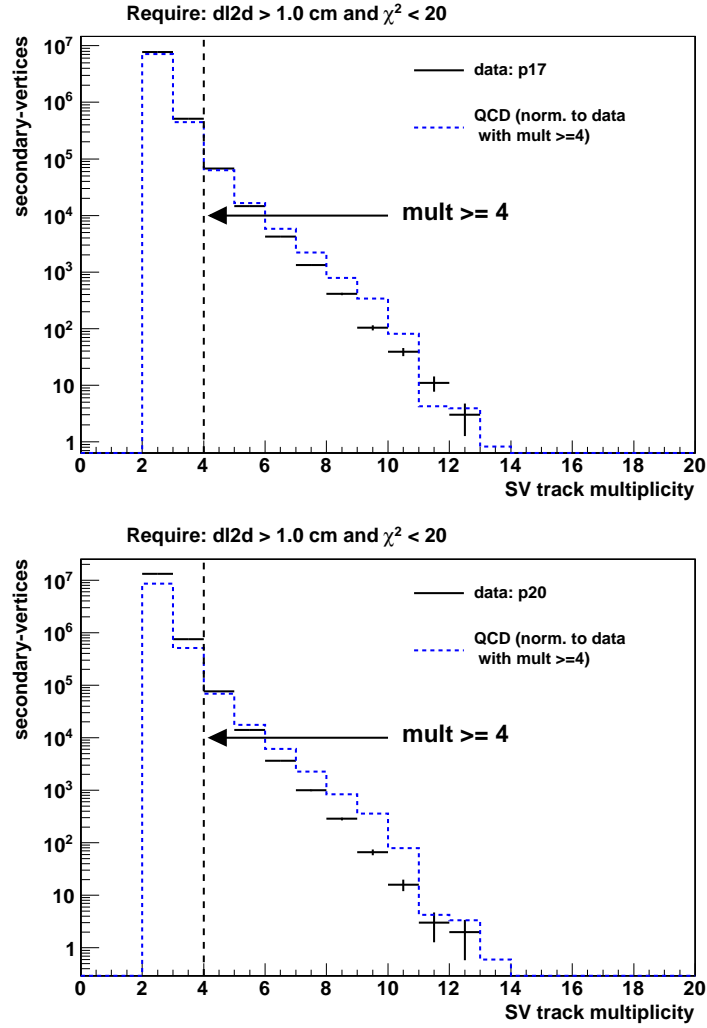 Require: dl2d > 1.0 cm and χ² < 20
secondary-vertices
10⁷
10⁶
10⁵
10⁴
10³
10²
10
1
data: p17
QCD (norm. to data
with mult >=4)
mult >= 4
0 2 4 6 8 10 12 14 16 18 20
SV track multiplicity
Require: dl2d > 1.0 cm and χ² < 20
secondary-vertices
10⁷
10⁶
10⁵
10⁴
10³
10²
10
1
data: p20
QCD (norm. to data
with mult >=4)
mult >= 4
0 2 4 6 8 10 12 14 16 18 20
SV track multiplicity